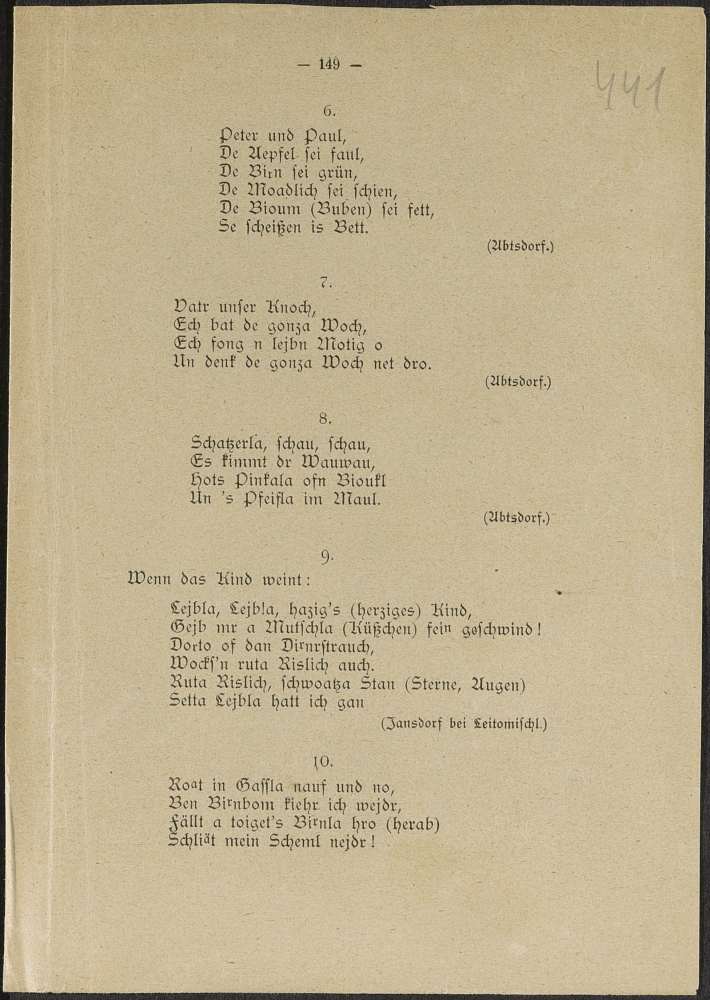 — 149 —
441
6.
Peter und Paul,
De Aepfel sei faul,
De Birn sei grün,
De Moadlich sei schien,
De Bioum (Buben) sei fett,
Se scheißen is Bett.
(Abtsdorf.)
7.
Vatr unser Knoch,
Ech bat de gonza Woch,
Ech fong n lejbn Motig o
Un denk de gonza Woch net dro.
(Abtsdorf.)
8.
Schatzerla, schau, schau,
Es kimmt dr Wauwau,
Hots Pinkala ofn Bioukl
Un 's Pfeifla im Maul.
(Abtsdorf.)
9.
Wenn das Kind weint:
Lejbla, Lejbla, hazig's (herziges) Kind,
Gejb mr a Mutschla (Küßchen) fein geschwind!
Dorto of dan Dirnrstrauch,
Wocks'n ruta Rislich auch.
Ruta Rislich, schwoatza Stan (Sterne, Augen)
Setta Lejbla hatt ich gan
(Jansdorf bei Leitomischl.)
10.
Roat in Gassla nauf und no,
Ben Birnbom kiehr ich wejdr,
Fällt a toiget's Birnla hro (herab)
Schliät mein Scheml nejdr!